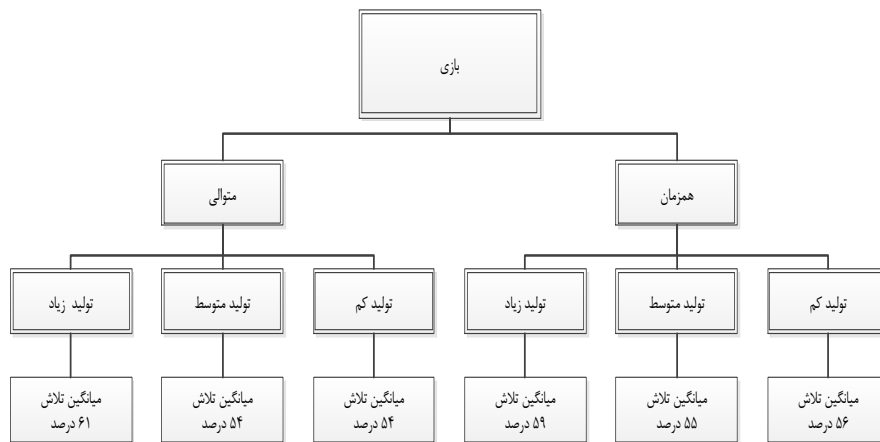 بازی
همزمان
متوالی
تولید کم
تولید متوسط
تولید زیاد
تولید کم
تولید متوسط
تولید زیاد
میانگین تلاش
۵۶ درصد
میانگین تلاش
۵۵ درصد
میانگین تلاش
۵۹ درصد
میانگین تلاش
۵۴ درصد
میانگین تلاش
۵۴ درصد
میانگین تلاش
۶۱ درصد